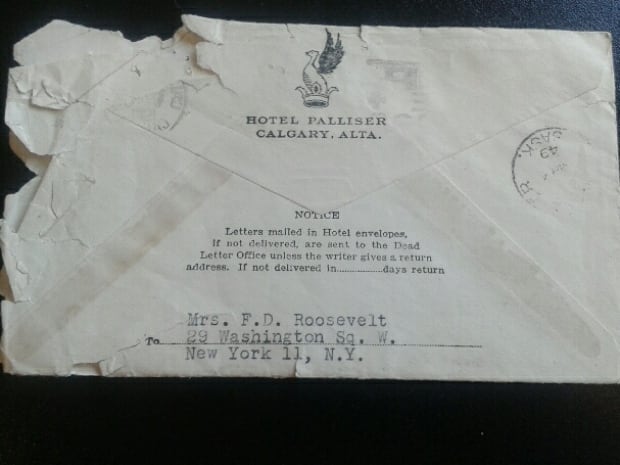 HOTEL PALLISER
CALGARY, ALTA.
SASK.
49
R
NOTICE
Letters mailed in Hotel envelopes,
if not delivered, are sent to the Dead
Letter Office unless the writer gives a return
address. If not delivered in...............days return
Mrs. F.D. Roosevelt
To 29 Washington Sq. W.
New York 11, N.Y.